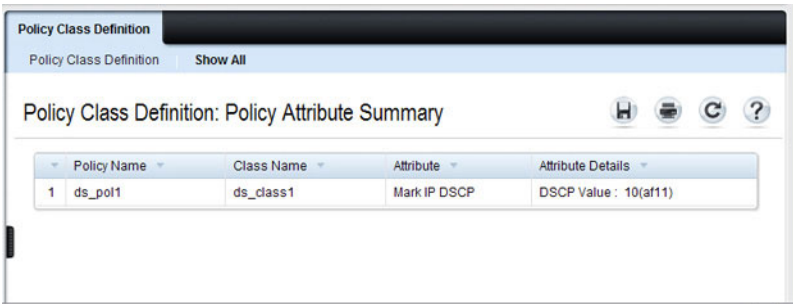 Policy Class Definition
Policy Class Definition Show All
Policy Class Definition: Policy Attribute Summary
Policy Name Class Name Attribute Attribute Details
1 ds_pol1 ds_class1 Mark IP DSCP DSCP Value : 10(af11)